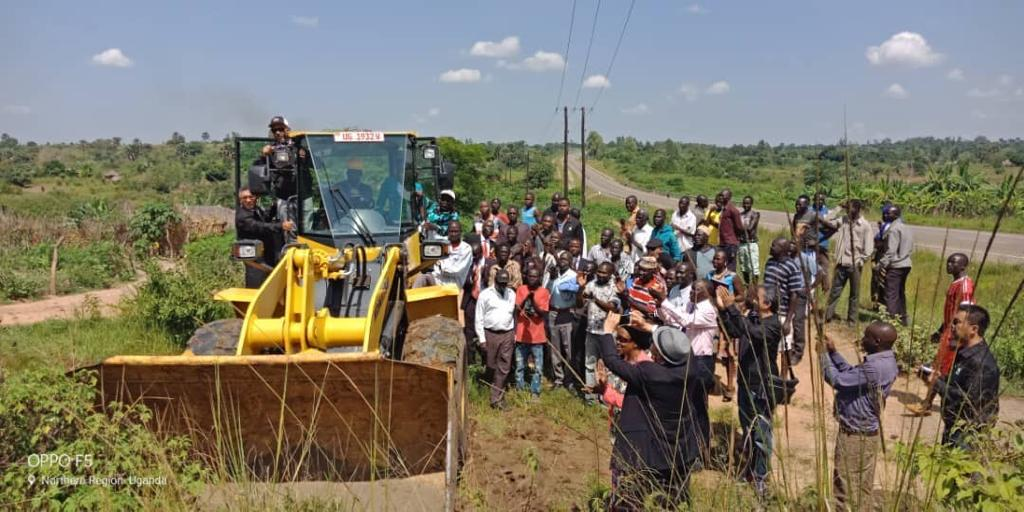 UG 1932W
OPPO F5
Northern Region Uganda